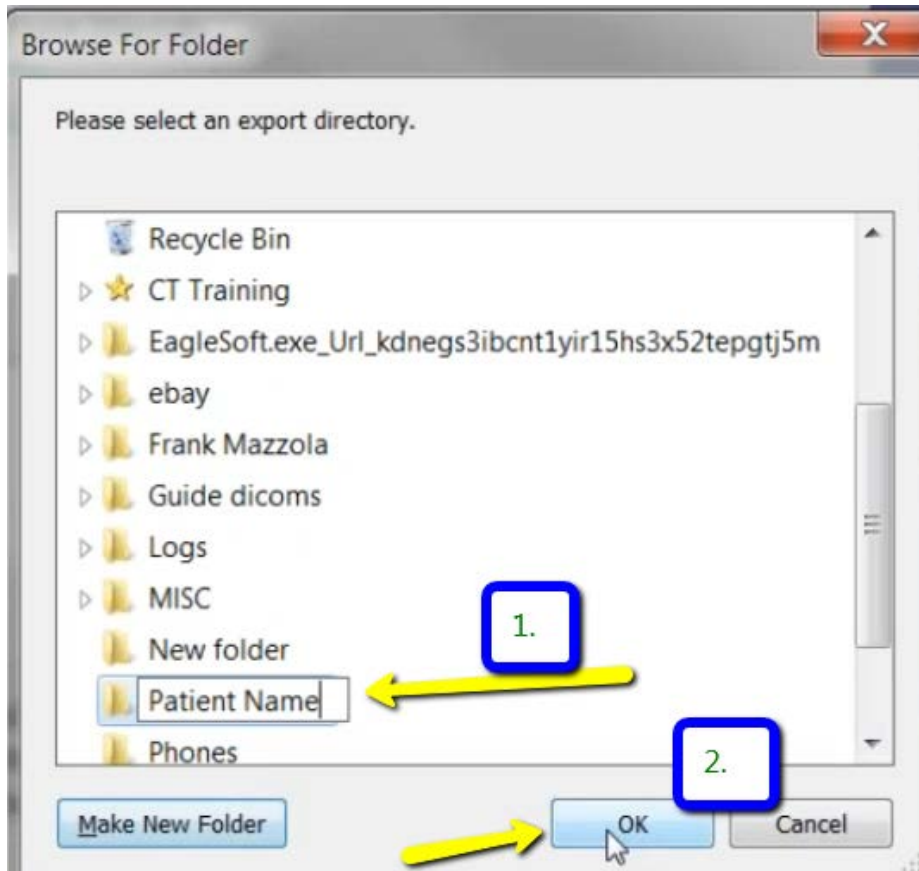 Browse For Folder
X
Please select an export directory.
Recycle Bin
CT Training
EagleSoft.exe_Url_kdnegs3ibcnt1yir15hs3x52tepgtj5m
ebay
Frank Mazzola
Guide dicoms
Logs
MISC
1.
New folder
Patient Name
Phones
2.
Make New Folder
OK
Cancel